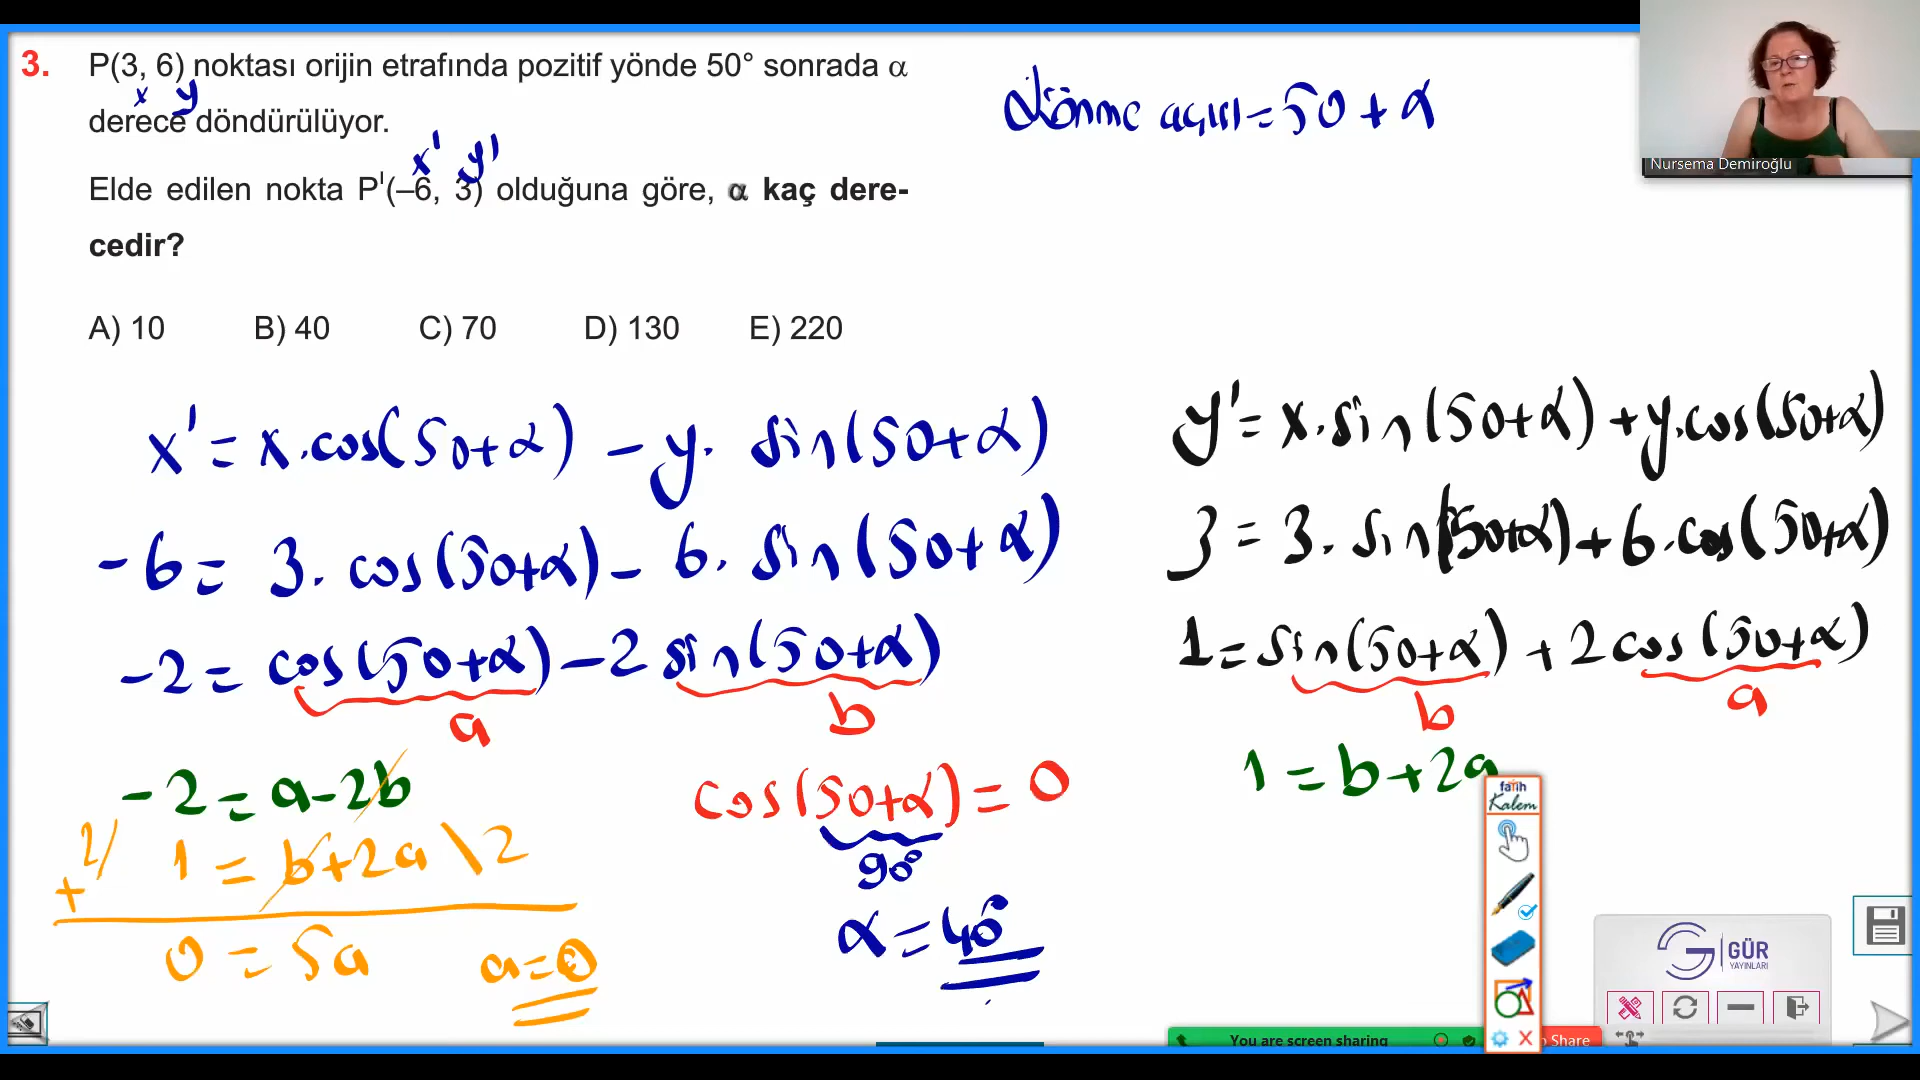 3. P(3, 6) noktası orijin etrafında pozitif yönde 50° sonrada α
x y
derece döndürülüyor.
x' y'
Elde edilen nokta P'(–6, 3) olduğuna göre, α kaç dere-
cedir?
A) 10 B) 40 C) 70 D) 130 E) 220
Dönme açısı = 50 + α
Nursema Demiroğlu
x' = x.cos(50+α) - y. sin(50+α)
-6 = 3. cos(50+α) - 6. sin(50+α)
-2 = cos(50+α) - 2 sin(50+α)
a b
y' = x.sin(50+α) + y.cos(50+α)
3 = 3. sin(50+α) + 6.cos(50+α)
1 = sin(50+α) + 2cos(50+α)
b a
1 = b+2a
-2 = a-2b
2/ 1 = b+2a \2
+
0 = 5a a=0
cos(50+α) = 0
90°
α = 40°
fatih
Kalem
GÜR
YAYINLARI
You are screen sharing
Share